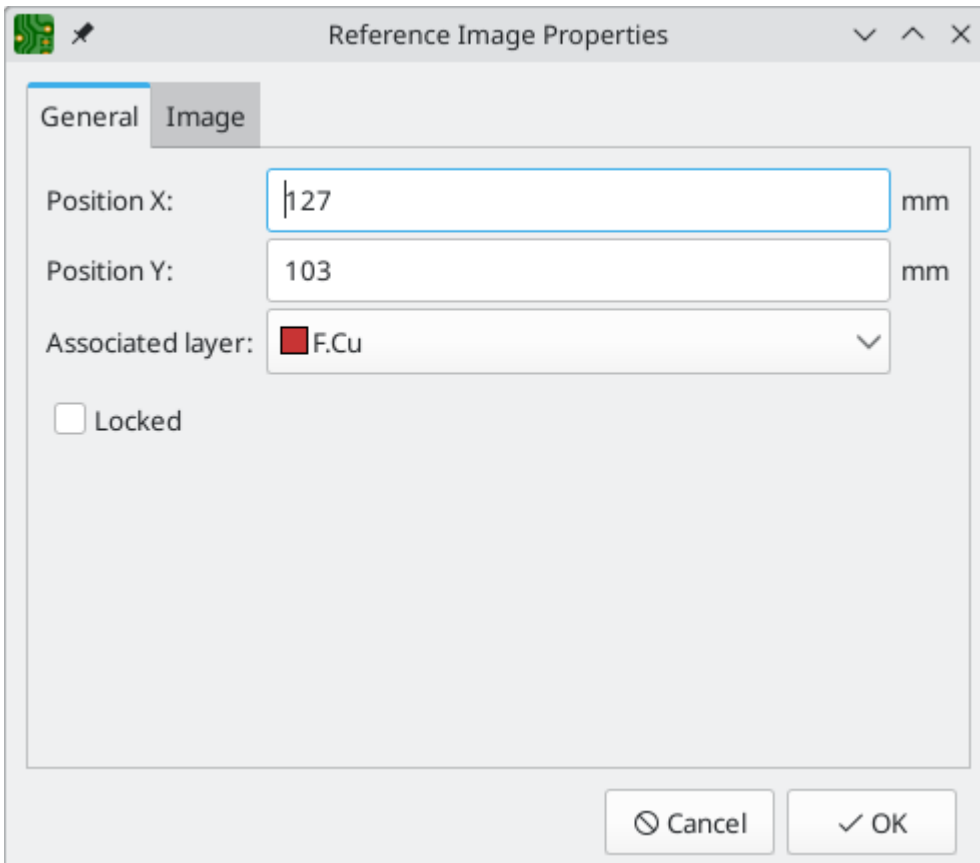 Reference Image Properties
General Image
Position X: 127 mm
Position Y: 103 mm
Associated layer: F.Cu
Locked
Cancel OK